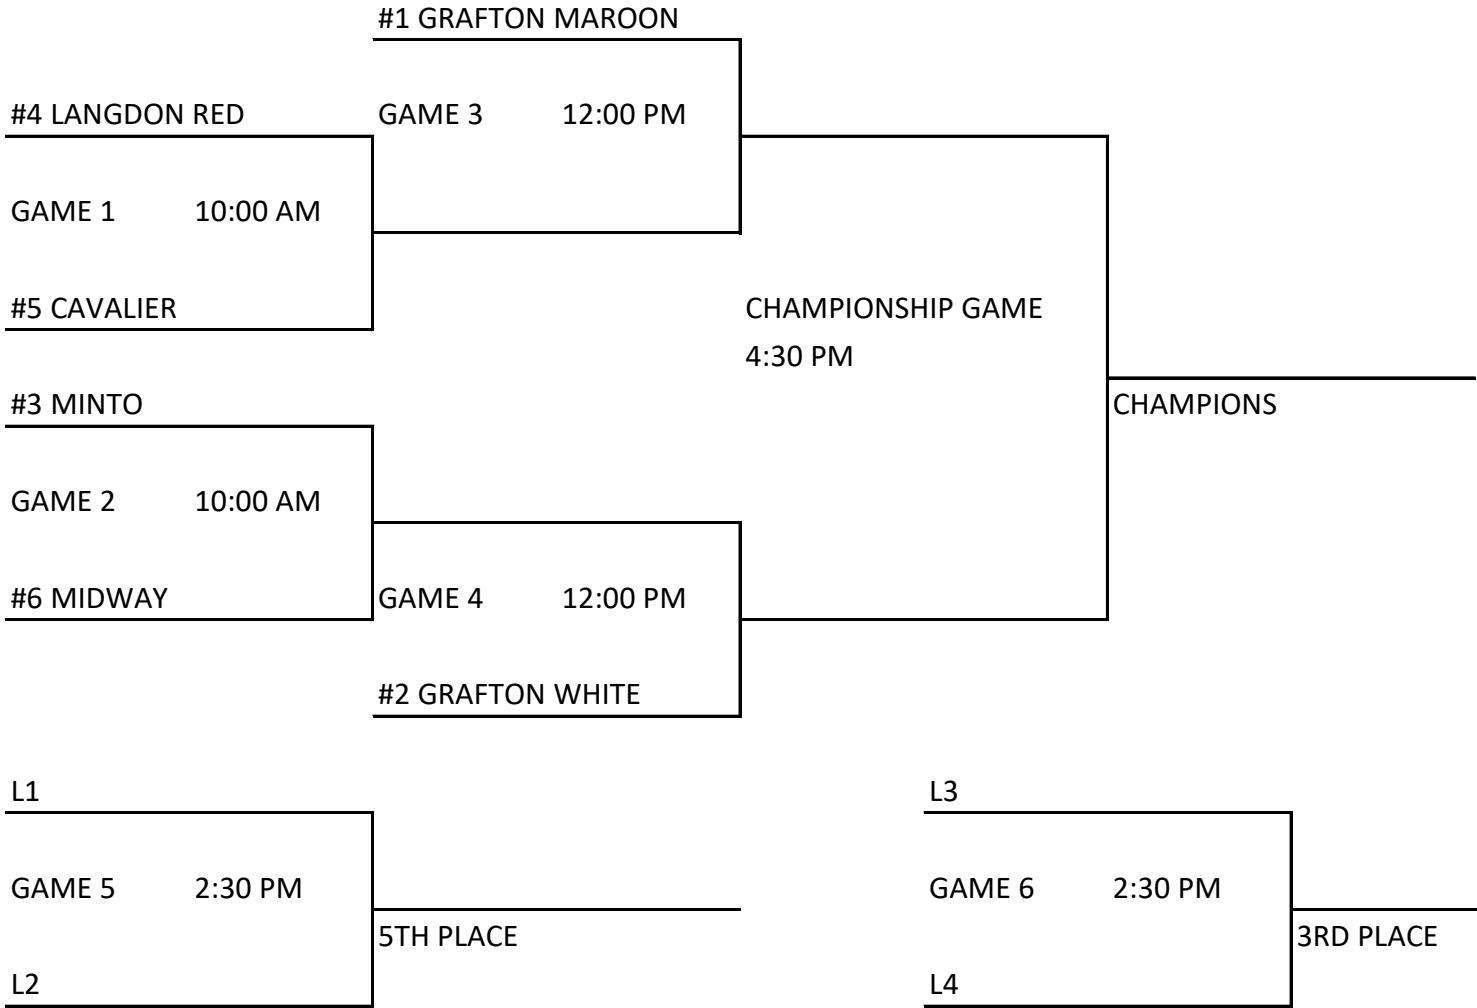 #1 GRAFTON MAROON
#4 LANGDON RED
GAME 3 12:00 PM
GAME 1 10:00 AM
#5 CAVALIER
CHAMPIONSHIP GAME
4:30 PM
#3 MINTO
CHAMPIONS
GAME 2 10:00 AM
#6 MIDWAY
GAME 4 12:00 PM
#2 GRAFTON WHITE
L1
L3
GAME 5 2:30 PM
GAME 6 2:30 PM
5TH PLACE
3RD PLACE
L2
L4